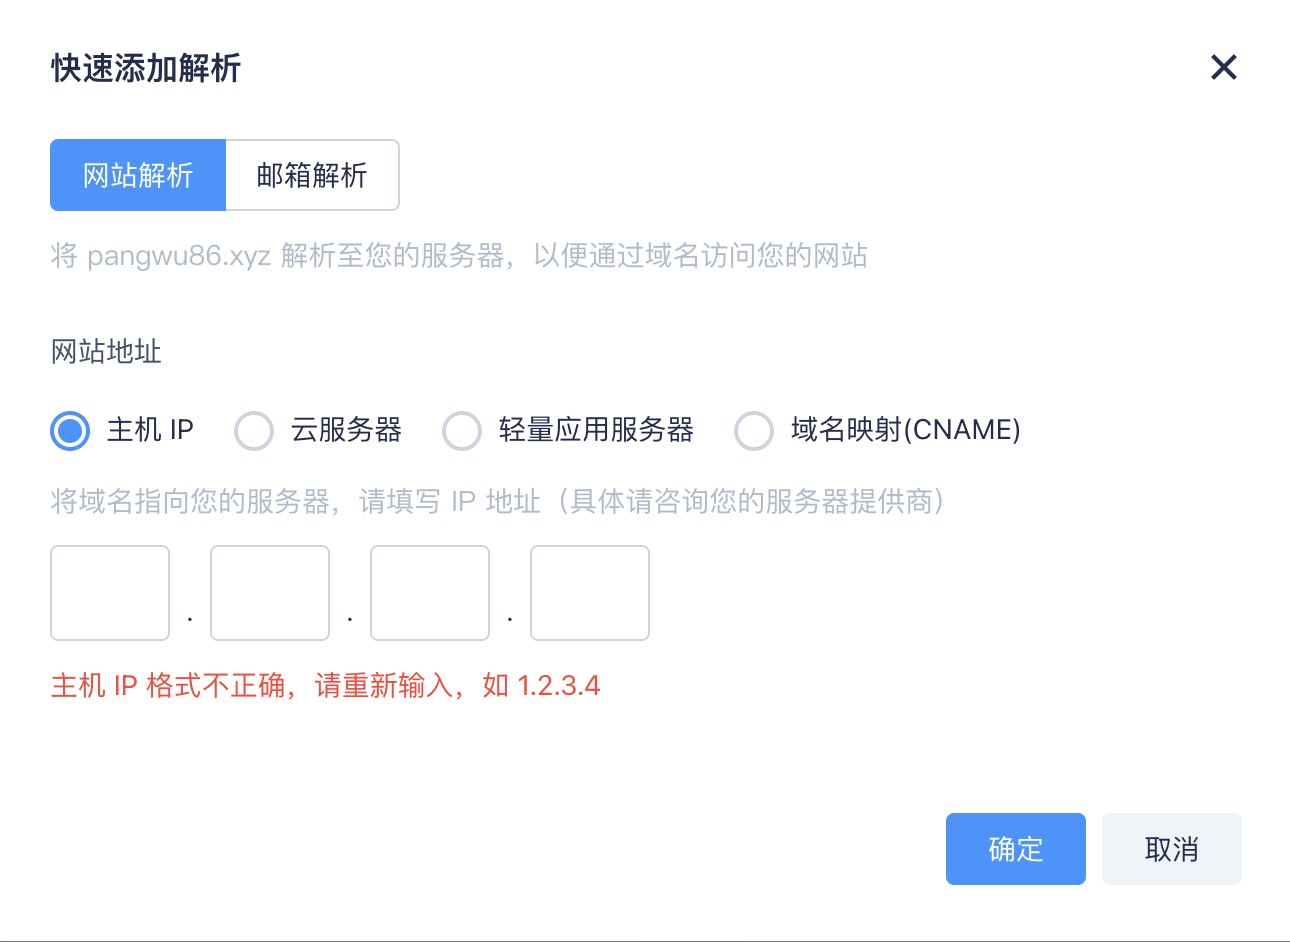 快速添加解析
网站解析 邮箱解析
将 pangwu86.xyz 解析至您的服务器，以便通过域名访问您的网站
网站地址
主机 IP 云服务器 轻量应用服务器 域名映射(CNAME)
将域名指向您的服务器，请填写 IP 地址（具体请咨询您的服务器提供商）
. . .
主机 IP 格式不正确，请重新输入，如 1.2.3.4
确定 取消